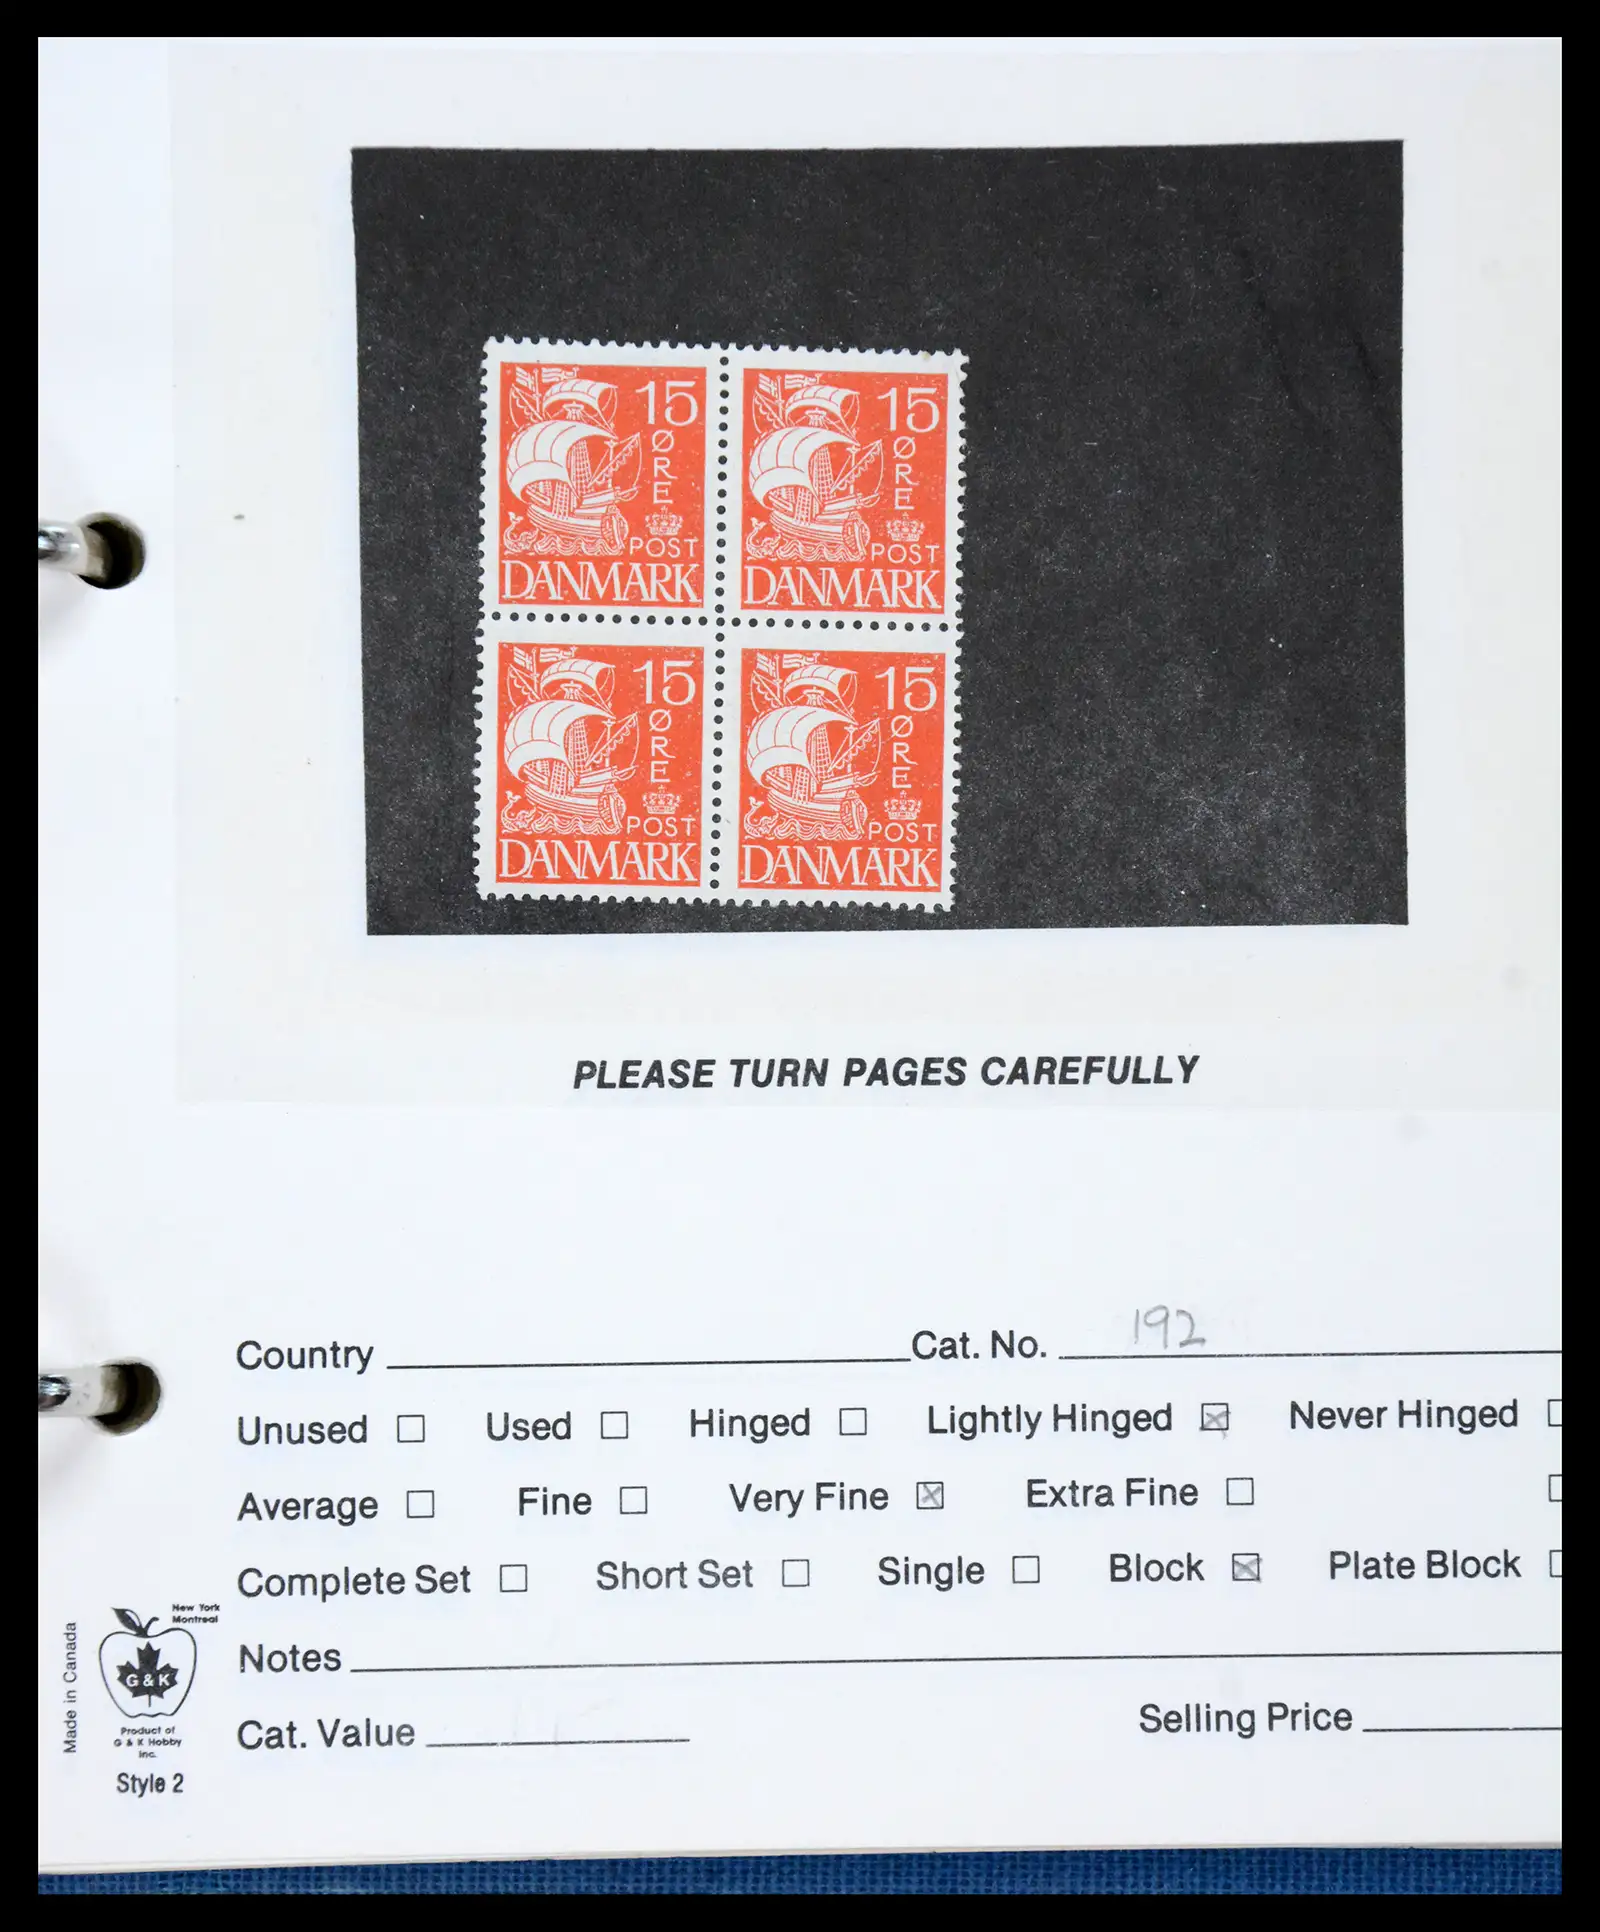 15 15
ØRE ØRE
POST POST
DANMARK DANMARK
15 15
ØRE ØRE
POST POST
DANMARK DANMARK
PLEASE TURN PAGES CAREFULLY
Country Cat. No. 192
Unused Used Hinged Lightly Hinged Never Hinged
Average Fine Very Fine Extra Fine
Complete Set Short Set Single Block Plate Block
Notes
Cat. Value Selling Price
Made in Canada
New York
Montreal
G & K
Product of
G & K Hobby
Inc.
Style 2